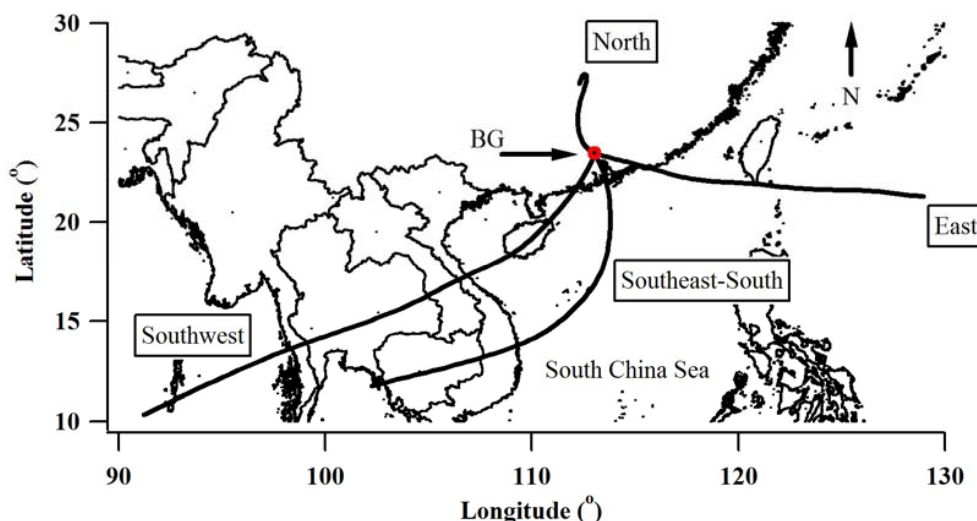 30
North
N
25
BG
20
East
Southeast-South
15
Southwest
South China Sea
10
90
100
110
120
130
Latitude (°)
Longitude (°)